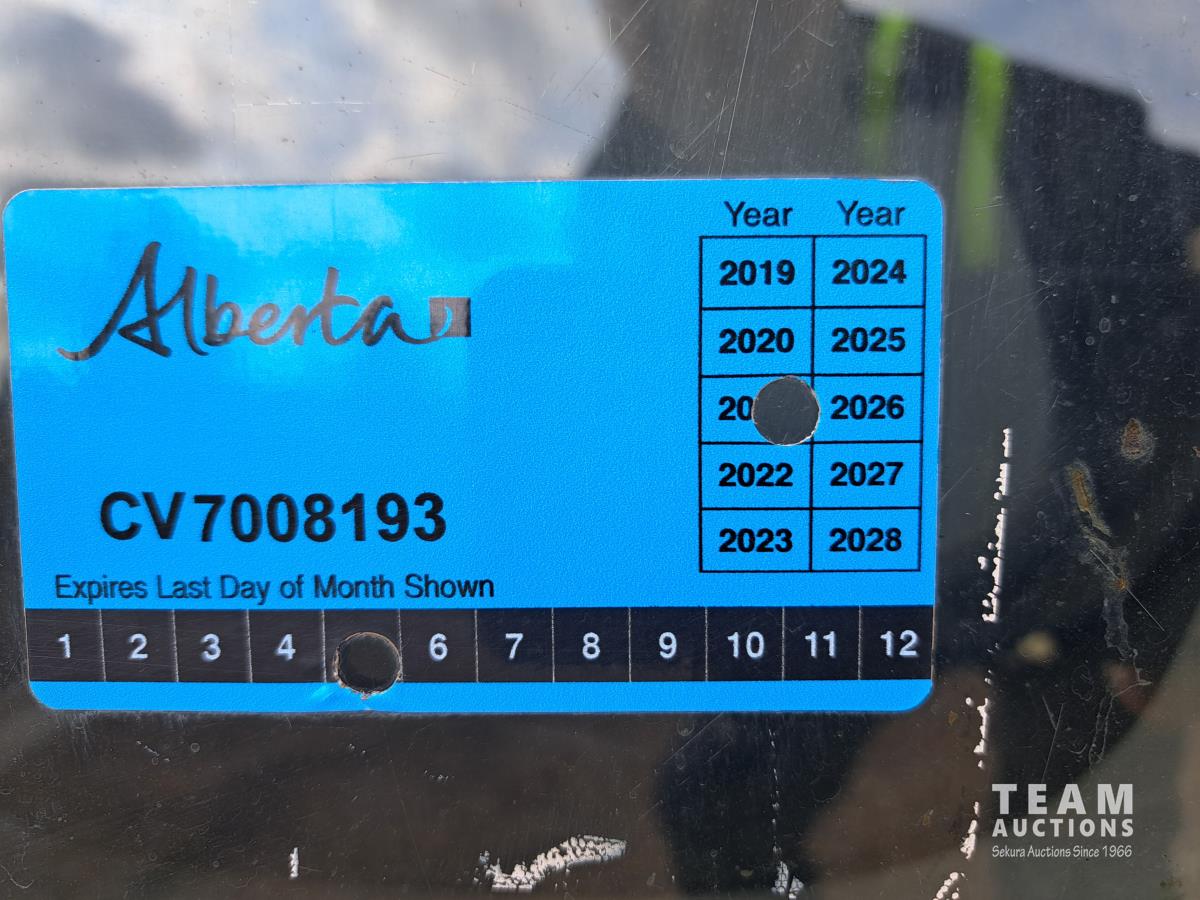 Alberta
CV7008193
Expires Last Day of Month Shown
Year Year
2019 2024
2020 2025
20 2026
2022 2027
2023 2028
1 2 3 4 6 7 8 9 10 11 12
TEAM
AUCTIONS
Sekura Auctions Since 1966